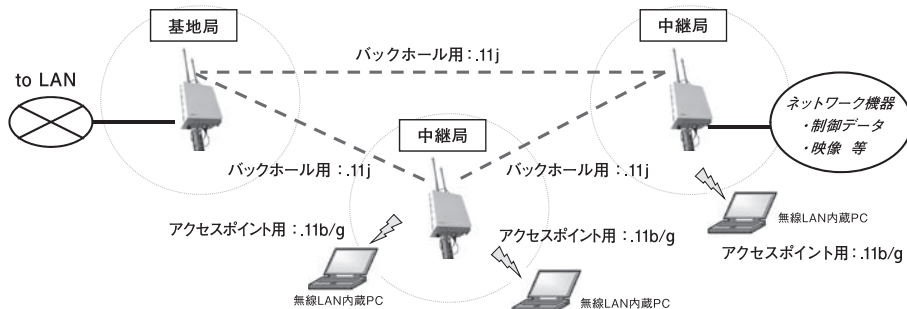 基地局
中継局
バックホール用:.11j
to LAN
ネットワーク機器
・制御データ
・映像 等
中継局
バックホール用:.11j
バックホール用:.11j
アクセスポイント用:.11b/g
アクセスポイント用:.11b/g
無線LAN内蔵PC
アクセスポイント用:.11b/g
無線LAN内蔵PC
無線LAN内蔵PC